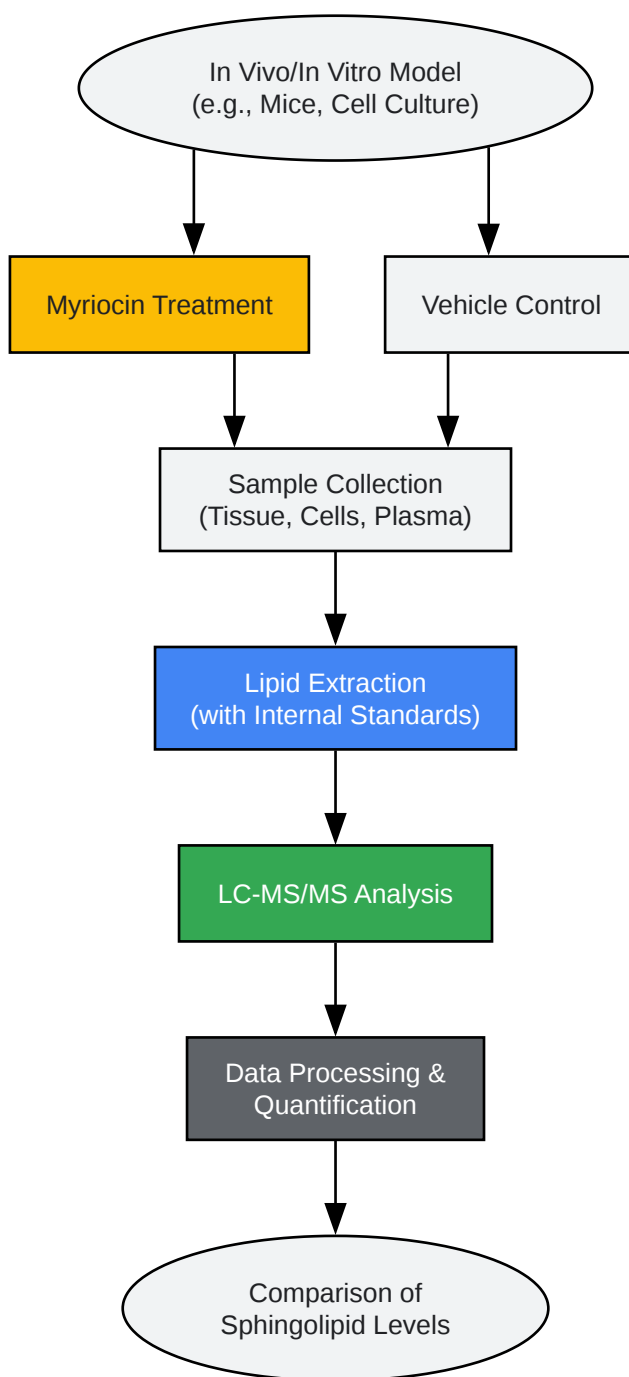 In Vivo/In Vitro Model
(e.g., Mice, Cell Culture)
Myriocin Treatment
Vehicle Control
Sample Collection
(Tissue, Cells, Plasma)
Lipid Extraction
(with Internal Standards)
LC-MS/MS Analysis
Data Processing &
Quantification
Comparison of
Sphingolipid Levels